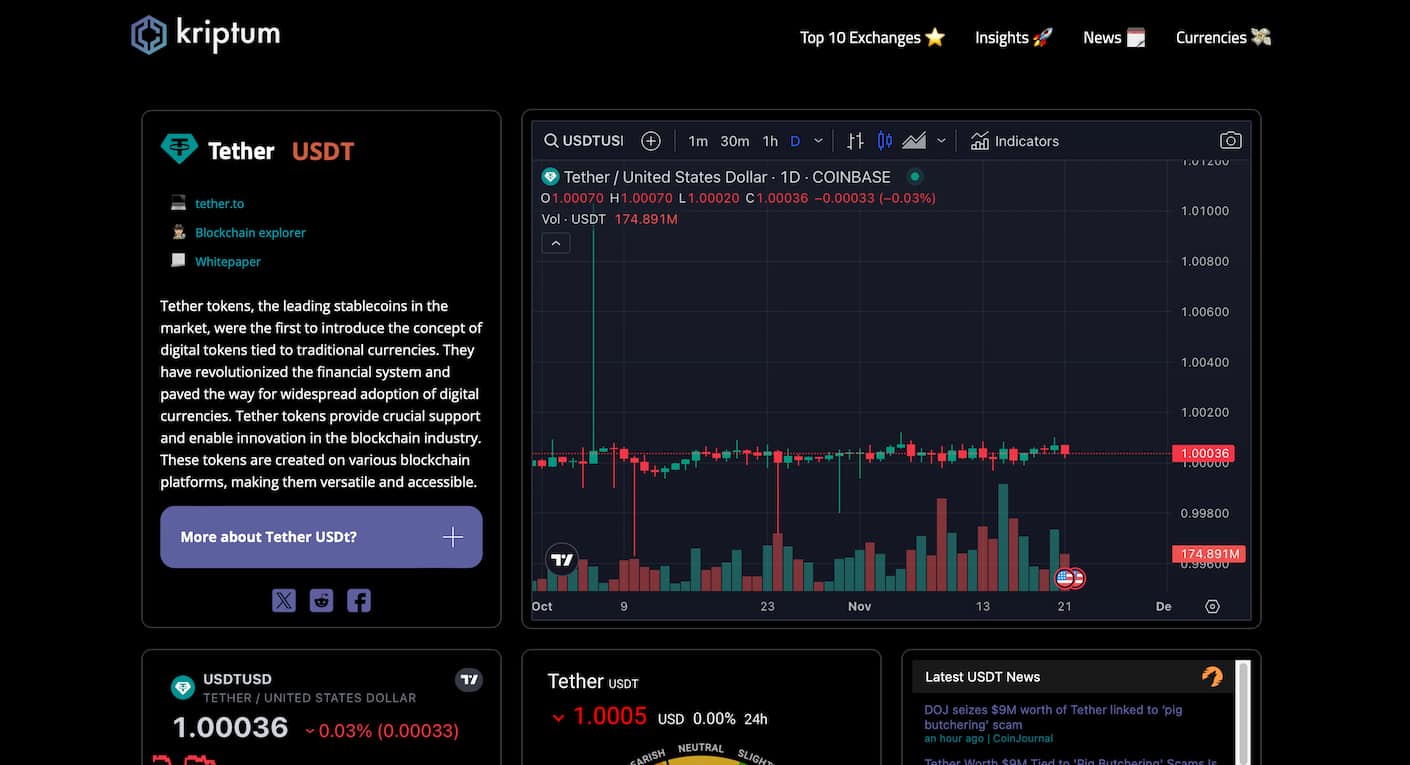 kriptum
Top 10 Exchanges
Insights
News
Currencies
Tether USDT
tether.to
Blockchain explorer
Whitepaper
Tether tokens, the leading stablecoins in the
market, were the first to introduce the concept of
digital tokens tied to traditional currencies. They
have revolutionized the financial system and
paved the way for widespread adoption of digital
currencies. Tether tokens provide crucial support
and enable innovation in the blockchain industry.
These tokens are created on various blockchain
platforms, making them versatile and accessible.
More about Tether USDt?
USDTUSI
1m 30m 1h D
Indicators
Tether / United States Dollar · 1D · COINBASE
O1.00070 H1.00070 L1.00020 C1.00036 −0.00033 (−0.03%)
Vol · USDT 174.891M
1.01200
1.01000
1.00800
1.00600
1.00400
1.00200
1.00036
1.00000
0.99800
174.891M
0.99600
Oct 9 23 Nov 13 21 De
USDTUSD
TETHER / UNITED STATES DOLLAR
1.00036 0.03% (0.00033)
Tether USDT
1.0005 USD 0.00% 24h
EARISH NEUTRAL SLIGHT
Latest USDT News
DOJ seizes $9M worth of Tether linked to 'pig
butchering' scam
an hour ago | CoinJournal
Tether Worth $9M Tied to 'Pig Butchering' Scams Is